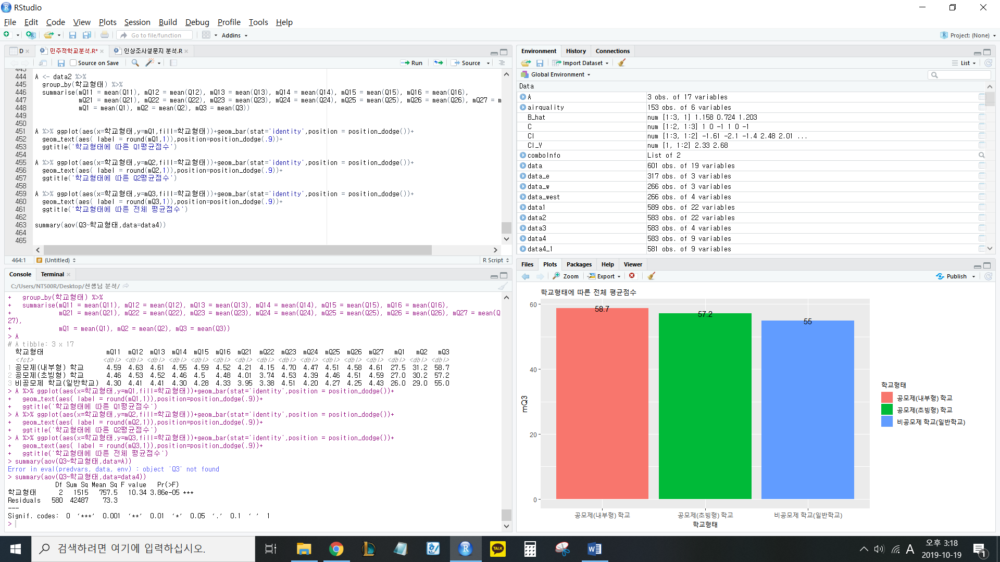 RStudio
File Edit Code View Plots Session Build Debug Profile Tools Help
Go to file/function Addins Project: (None)
D 민주적학교분석.R* 인상조사설문지 분석.R
Source on Save Run Source
443
444 A <- data2 %>%
445 group_by(학교형태) %>%
446 summarise(mQ11 = mean(Q11), mQ12 = mean(Q12), mQ13 = mean(Q13), mQ14 = mean(Q14), mQ15 = mean(Q15), mQ16 = mean(Q16),
447 mQ21 = mean(Q21), mQ22 = mean(Q22), mQ23 = mean(Q23), mQ24 = mean(Q24), mQ25 = mean(Q25), mQ26 = mean(Q26), mQ27 = m
448 mQ1 = mean(Q1), mQ2 = mean(Q2), mQ3 = mean(Q3))
449
450
451 A %>% ggplot(aes(x=학교형태,y=mQ1,fill=학교형태))+geom_bar(stat='identity',position = position_dodge())+
452 geom_text(aes( label = round(mQ1,1)),position=position_dodge(.9))+
453 ggtitle('학교형태에 따른 Q1평균점수')
454
455 A %>% ggplot(aes(x=학교형태,y=mQ2,fill=학교형태))+geom_bar(stat='identity',position = position_dodge())+
456 geom_text(aes( label = round(mQ2,1)),position=position_dodge(.9))+
457 ggtitle('학교형태에 따른 Q2평균점수')
458
459 A %>% ggplot(aes(x=학교형태,y=mQ3,fill=학교형태))+geom_bar(stat='identity',position = position_dodge())+
460 geom_text(aes( label = round(mQ3,1)),position=position_dodge(.9))+
461 ggtitle('학교형태에 따른 전체 평균점수')
462
463 summary(aov(Q3~학교형태,data=data4))
464
465
464:1 # (Untitled) R Script
Console Terminal
C:/Users/NT500R/Desktop/선생님 분석/
+ group_by(학교형태) %>%
+ summarise(mQ11 = mean(Q11), mQ12 = mean(Q12), mQ13 = mean(Q13), mQ14 = mean(Q14), mQ15 = mean(Q15), mQ16 = mean(Q16),
+ mQ21 = mean(Q21), mQ22 = mean(Q22), mQ23 = mean(Q23), mQ24 = mean(Q24), mQ25 = mean(Q25), mQ26 = mean(Q26), mQ27 = mean(Q
27),
+ mQ1 = mean(Q1), mQ2 = mean(Q2), mQ3 = mean(Q3))
> A
# A tibble: 3 x 17
학교형태 mQ11 mQ12 mQ13 mQ14 mQ15 mQ16 mQ21 mQ22 mQ23 mQ24 mQ25 mQ26 mQ27 mQ1 mQ2 mQ3
<fct> <dbl> <dbl> <dbl> <dbl> <dbl> <dbl> <dbl> <dbl> <dbl> <dbl> <dbl> <dbl> <dbl> <dbl> <dbl> <dbl>
1 공모제(내부형) 학교 4.59 4.63 4.61 4.55 4.59 4.52 4.21 4.15 4.70 4.47 4.51 4.58 4.61 27.5 31.2 58.7
2 공모제(초빙형) 학교 4.46 4.53 4.52 4.46 4.5 4.48 4.01 3.74 4.53 4.39 4.46 4.51 4.59 27.0 30.2 57.2
3 비공모제 학교(일반학교) 4.30 4.41 4.41 4.30 4.28 4.33 3.95 3.38 4.51 4.20 4.27 4.25 4.43 26.0 29.0 55.0
> A %>% ggplot(aes(x=학교형태,y=mQ1,fill=학교형태))+geom_bar(stat='identity',position = position_dodge())+
+ geom_text(aes( label = round(mQ1,1)),position=position_dodge(.9))+
+ ggtitle('학교형태에 따른 Q1평균점수')
> A %>% ggplot(aes(x=학교형태,y=mQ2,fill=학교형태))+geom_bar(stat='identity',position = position_dodge())+
+ geom_text(aes( label = round(mQ2,1)),position=position_dodge(.9))+
+ ggtitle('학교형태에 따른 Q2평균점수')
> A %>% ggplot(aes(x=학교형태,y=mQ3,fill=학교형태))+geom_bar(stat='identity',position = position_dodge())+
+ geom_text(aes( label = round(mQ3,1)),position=position_dodge(.9))+
+ ggtitle('학교형태에 따른 전체 평균점수')
> summary(aov(Q3~학교형태,data=A))
Error in eval(predvars, data, env) : object 'Q3' not found
> summary(aov(Q3~학교형태,data=data4))
Df Sum Sq Mean Sq F value Pr(>F)
학교형태 2 1515 757.5 10.34 3.86e-05 ***
Residuals 580 42487 73.3
---
Signif. codes: 0 ‘***’ 0.001 ‘**’ 0.01 ‘*’ 0.05 ‘.’ 0.1 ‘ ’ 1
>
Environment History Connections
Import Dataset List
Global Environment
Data
A 3 obs. of 17 variables
airquality 153 obs. of 6 variables
B_hat num [1:3, 1] 1.158 0.724 1.203
C num [1:2, 1:3] 1 0 -1 1 0 -1
CI num [1:3, 1:2] -1.61 -2.1 -1.4 2.48 2.01 ...
CI_Y num [1, 1:2] 2.33 2.68
comboInfo List of 2
data 601 obs. of 19 variables
data_e 317 obs. of 3 variables
data_w 266 obs. of 3 variables
data_west 266 obs. of 4 variables
data1 589 obs. of 22 variables
data2 583 obs. of 22 variables
data3 583 obs. of 4 variables
data4 583 obs. of 9 variables
data4_1 581 obs. of 9 variables
Files Plots Packages Help Viewer
Zoom Export Publish
학교형태에 따른 전체 평균점수
60
40
20
0
mQ3
58.7
57.2
55
공모제(내부형) 학교 공모제(초빙형) 학교 비공모제 학교(일반학교)
학교형태
학교형태
공모제(내부형) 학교
공모제(초빙형) 학교
비공모제 학교(일반학교)
검색하려면 여기에 입력하십시오.
TALK
A
오후 3:18
2019-10-19
1